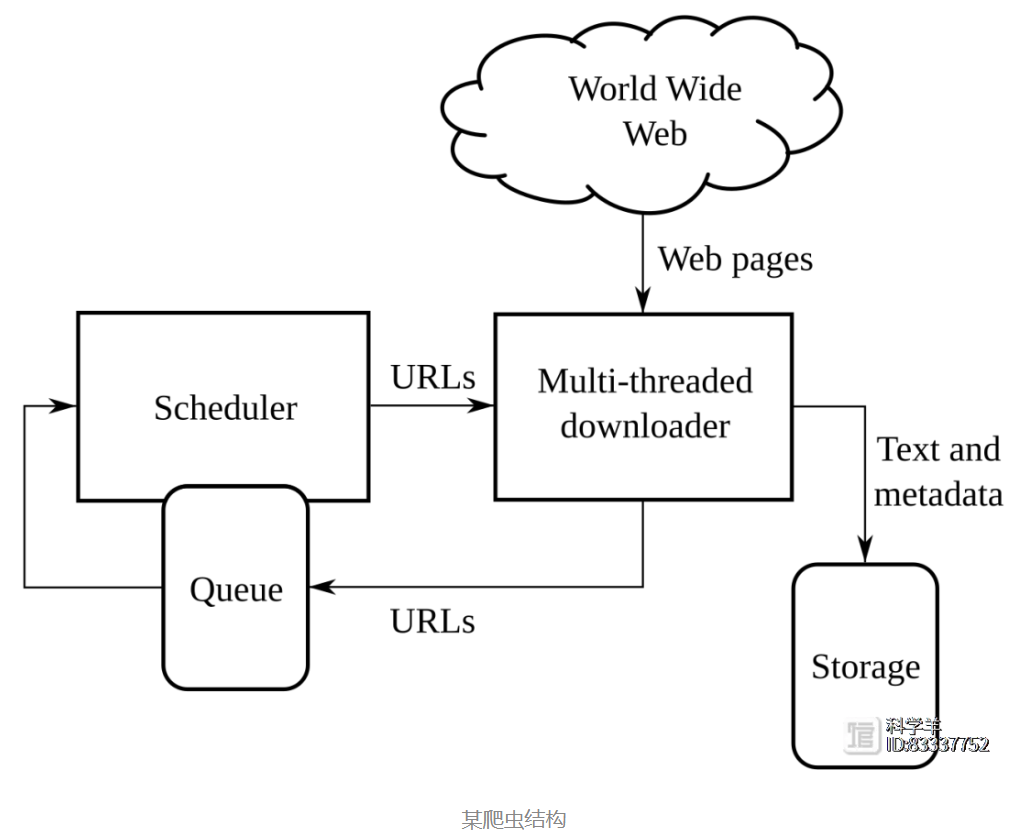 World Wide
Web
Web pages
Scheduler
URLs
Multi-threaded
downloader
Text and
metadata
Queue
URLs
Storage
科学羊
ID:83337752
某爬虫结构